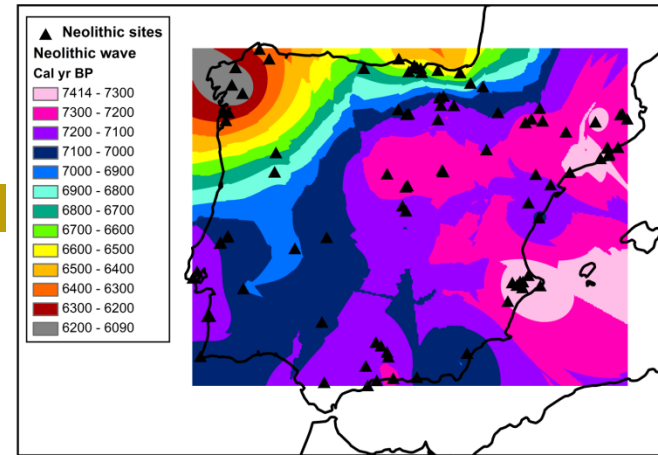 Neolithic sites
Neolithic wave
Cal yr BP
7414 - 7300
7300 - 7200
7200 - 7100
7100 - 7000
7000 - 6900
6900 - 6800
6800 - 6700
6700 - 6600
6600 - 6500
6500 - 6400
6400 - 6300
6300 - 6200
6200 - 6090